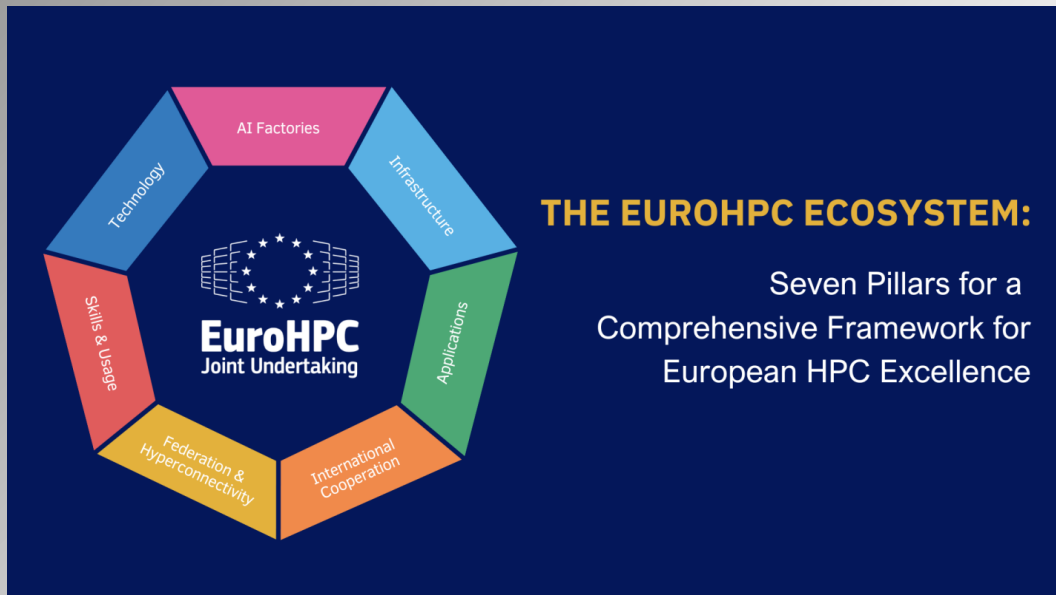 AI Factories
Infrastructure
Applications
International
Cooperation
Federation &
Hyperconnectivity
Skills & Usage
Technology
EuroHPC
Joint Undertaking
THE EUROHPC ECOSYSTEM:
Seven Pillars for a
Comprehensive Framework for
European HPC Excellence